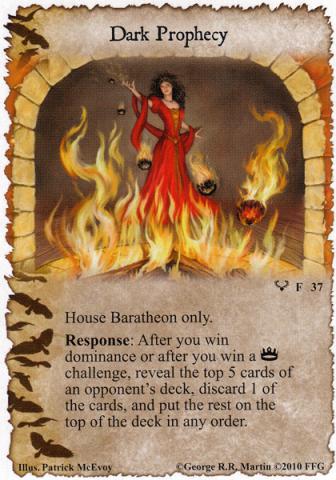 Dark Prophecy
F 37
House Baratheon only.
Response: After you win
dominance or after you win a
challenge, reveal the top 5 cards of
an opponent's deck, discard 1 of
the cards, and put the rest on the
top of the deck in any order.
Illus. Patrick McEvoy ©George R.R. Martin ©2010 FFG